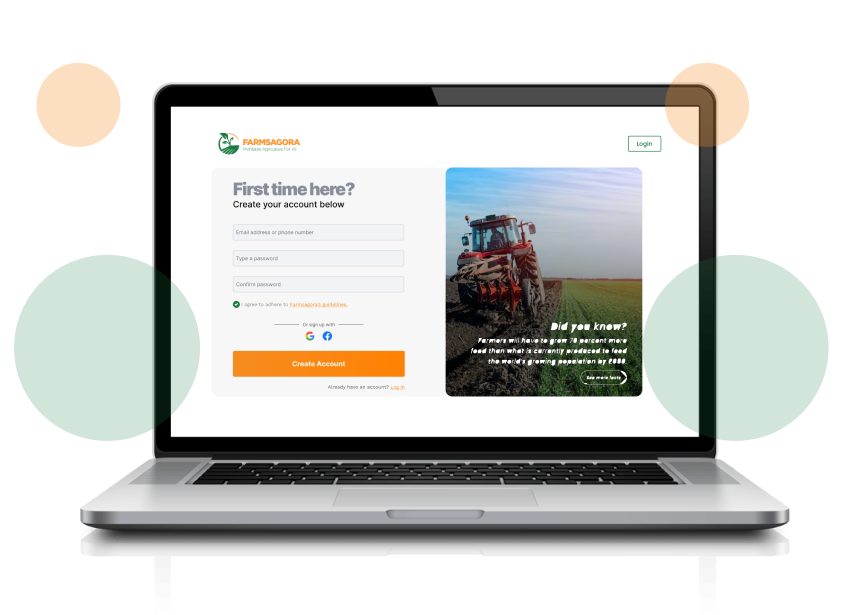 FARMSAGORA
Profitable Agriculture For All
Login
First time here?
Create your account below
Email address or phone number
Type a password
Confirm password
I agree to adhere to Farmsagora's guidelines.
Or sign up with
Create Account
Already have an account? Log in
Did you know?
Farmers will have to grow 70 percent more
food than what is currently produced to feed
the world's growing population by 2050.
See more facts